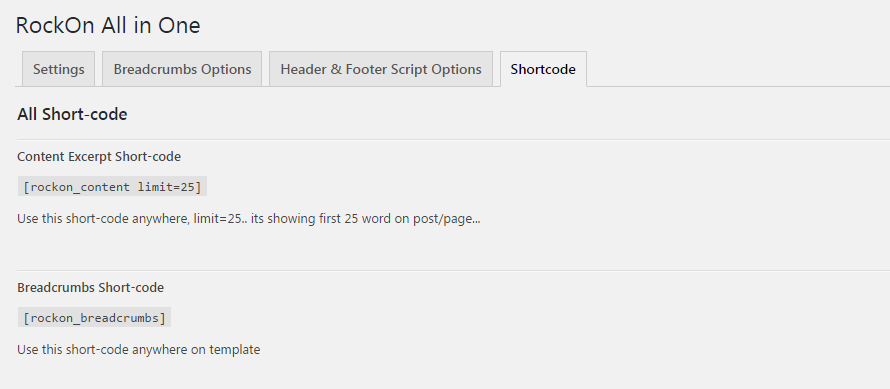 RockOn All in One
Settings Breadcrumbs Options Header & Footer Script Options Shortcode
All Short-code
Content Excerpt Short-code
[rockon_content limit=25]
Use this short-code anywhere, limit=25.. its showing first 25 word on post/page...
Breadcrumbs Short-code
[rockon_breadcrumbs]
Use this short-code anywhere on template